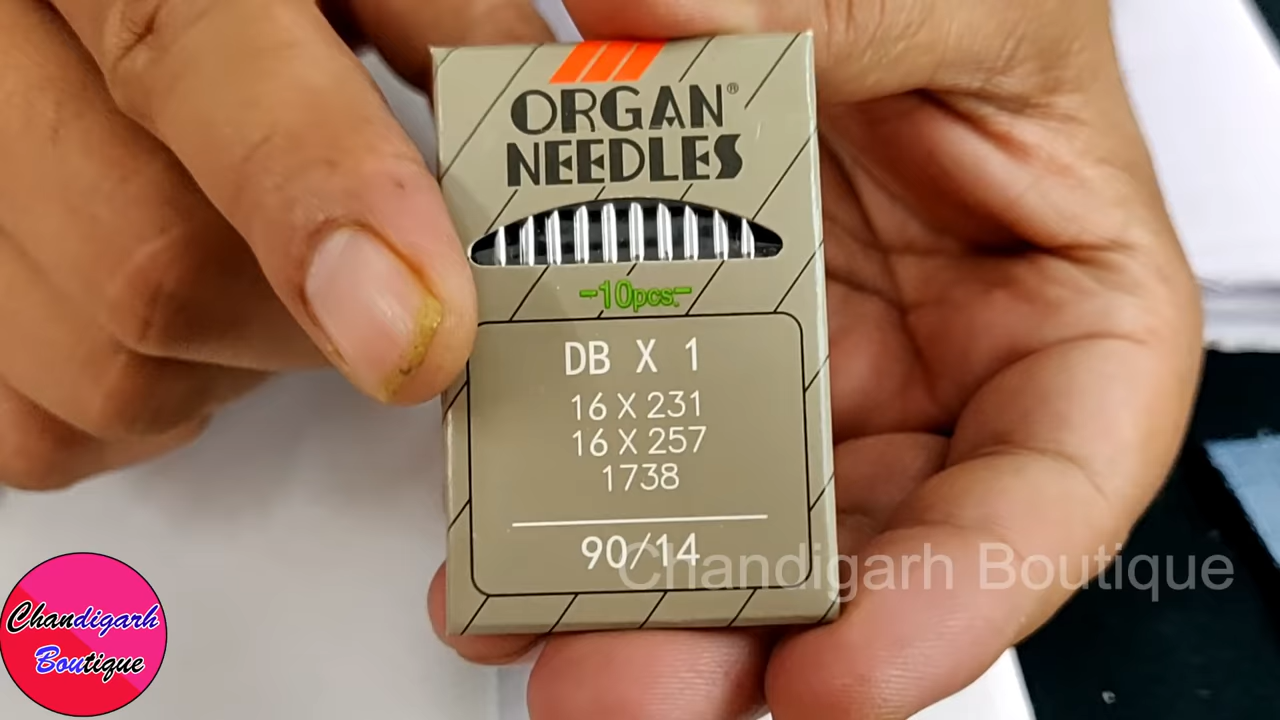 ORGAN®
NEEDLES
-10pcs.-
DB X 1
16 X 231
16 X 257
1738
90/14
Chandigarh Boutique
Chandigarh
Boutique